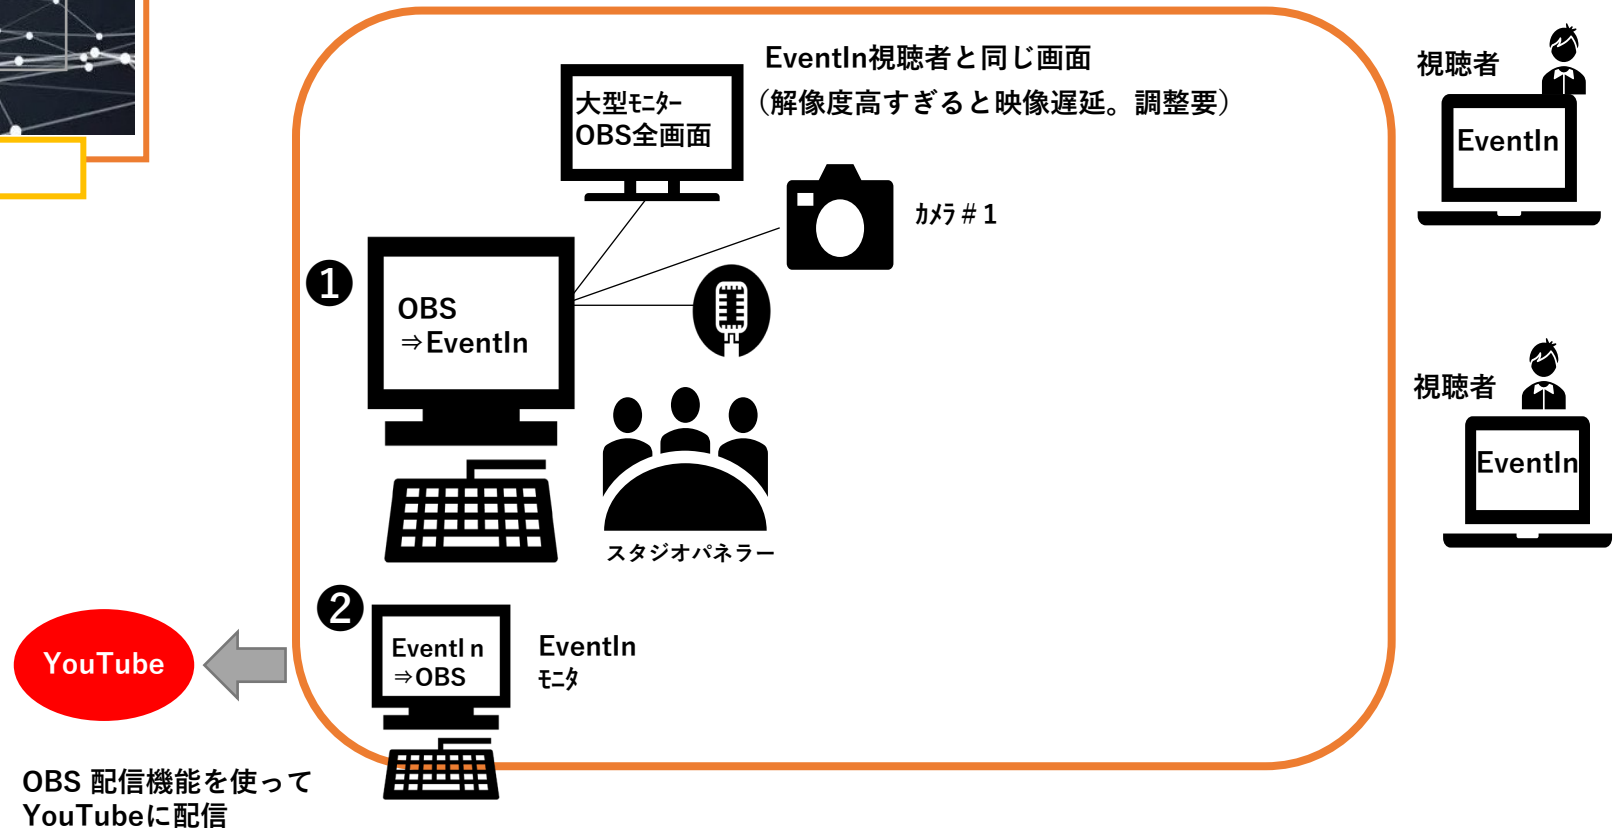 EventIn視聴者と同じ画面
（解像度高すぎると映像遅延。調整要）
大型ﾓﾆﾀｰ
OBS全画面
ｶﾒﾗ＃1
❶
OBS
⇒EventIn
スタジオパネラー
❷
EventI n
⇒OBS
EventIn
ﾓﾆﾀ
YouTube
OBS 配信機能を使って
YouTubeに配信
視聴者
EventIn
視聴者
EventIn